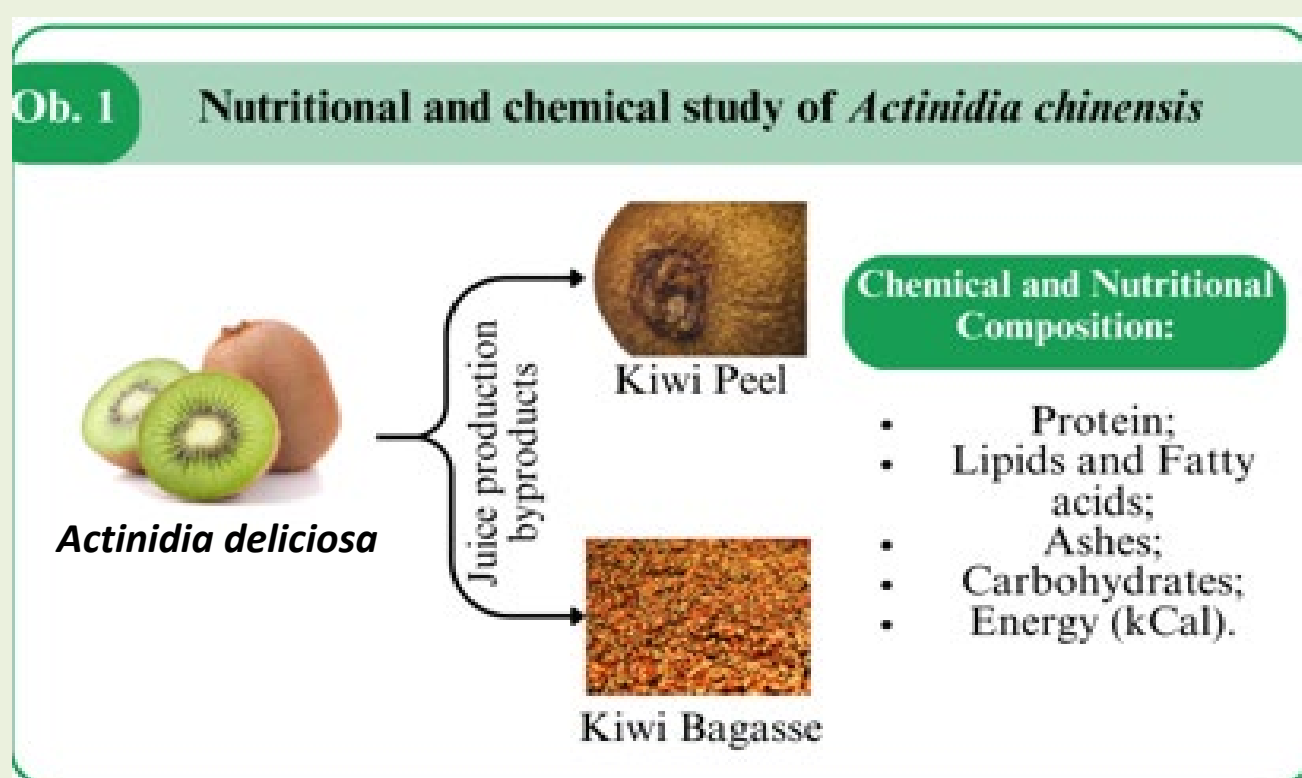 Ob. 1
Nutritional and chemical study of Actinidia chinensis
Actinidia deliciosa
Juice production
byproducts
Kiwi Peel
Kiwi Bagasse
Chemical and Nutritional
Composition:
• Protein;
• Lipids and Fatty
acids;
• Ashes;
• Carbohydrates;
• Energy (kCal).